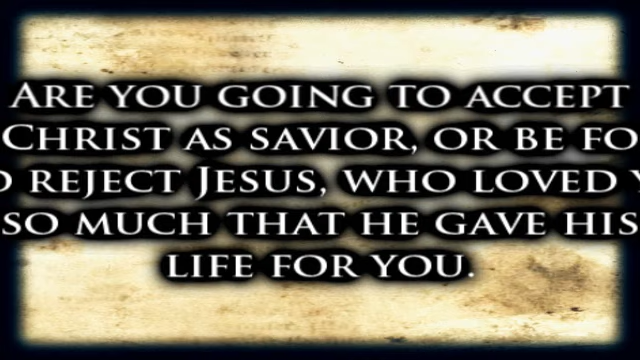 ARE YOU GOING TO ACCEPT
CHRIST AS SAVIOR, OR BE FO
REJECT JESUS, WHO LOVED
SO MUCH THAT HE GAVE HIS
LIFE FOR YOU.